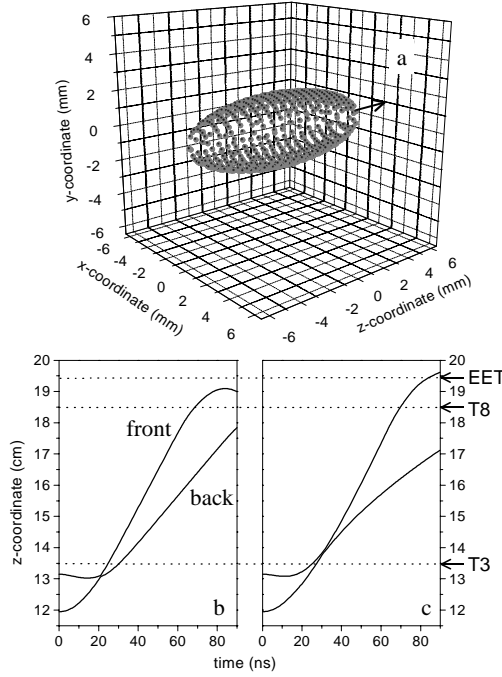 6
4
2
0
-2
-4
-6
y-coordinate (mm)
a
-6
-4
-2
0
2
4
6
x-coordinate (mm)
-6
-4
-2
0
2
4
6
z-coordinate (mm)
20
19
18
17
16
15
14
13
12
z-coordinate (cm)
front
back
b
0 20 40 60 80
c
0 20 40 60 80
20
19
18
17
16
15
14
13
12
EET
T8
T3
time (ns)